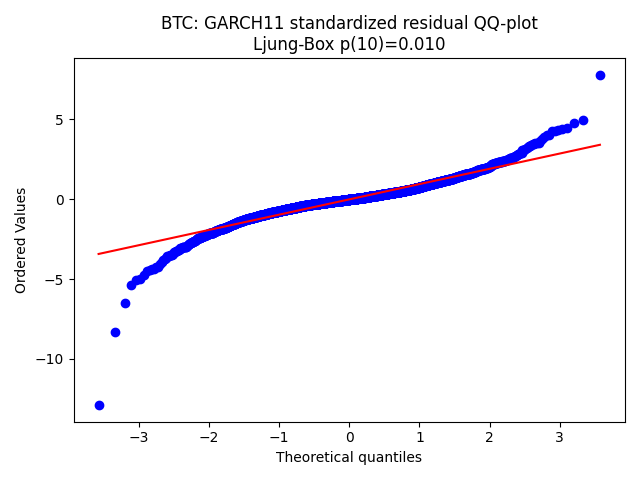 BTC: GARCH11 standardized residual QQ-plot
Ljung-Box p(10)=0.010
Ordered Values
5
0
−5
−10
−3
−2
−1
0
1
2
3
Theoretical quantiles